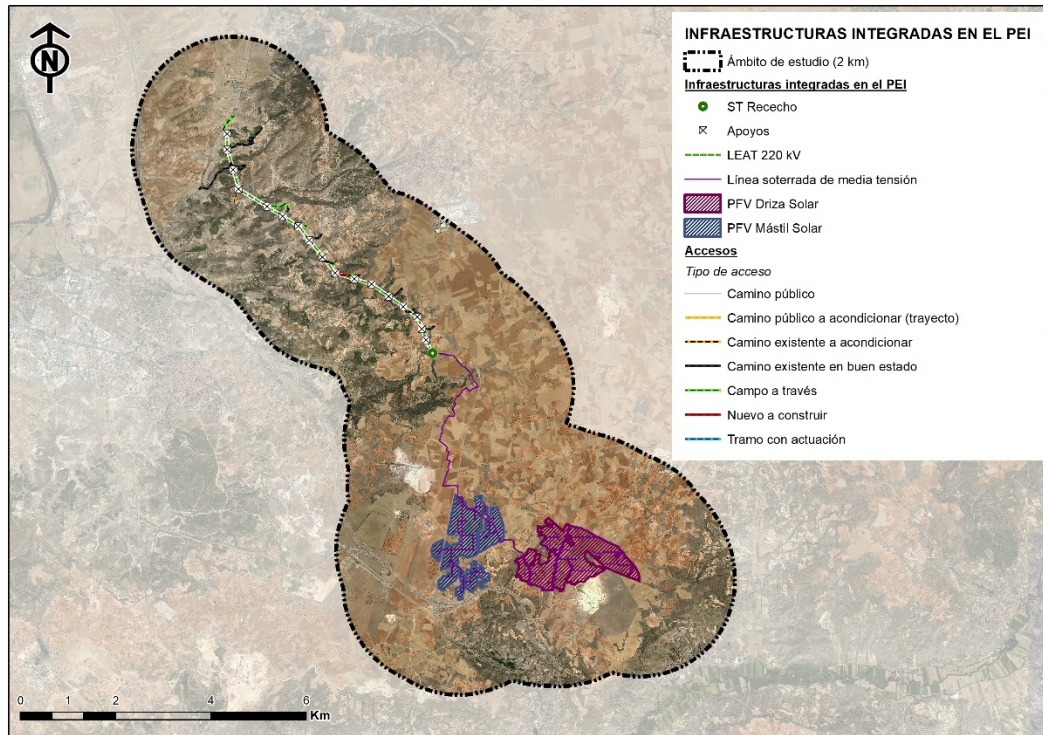 N
INFRAESTRUCTURAS INTEGRADAS EN EL PEI
Ámbito de estudio (2 km)
Infraestructuras integradas en el PEI
ST Rececho
Apoyos
LEAT 220 kV
Línea soterrada de media tensión
PFV Driza Solar
PFV Mástil Solar
Accesos
Tipo de acceso
Camino público
Camino público a acondicionar (trayecto)
Camino existente a acondicionar
Camino existente en buen estado
Campo a través
Nuevo a construir
Tramo con actuación
0 1 2 4 6
Km